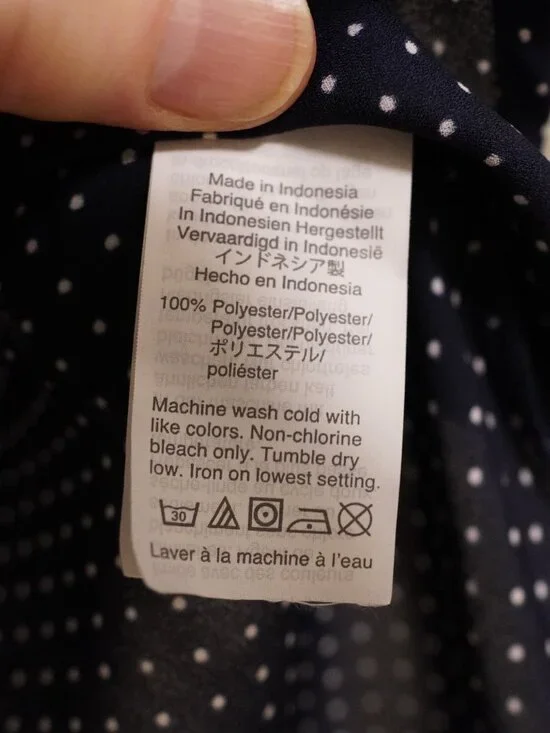 Made in Indonesia
Fabriqué en Indonésie
In Indonesien Hergestellt
Vervaardigd in Indonesië
インドネシア製
Hecho en Indonesia
100% Polyester/Polyester/
Polyester/Polyester/
ポリエステル/
poliéster
Machine wash cold with
like colors. Non-chlorine
bleach only. Tumble dry
low. Iron on lowest setting.
30
Laver à la machine à l'eau